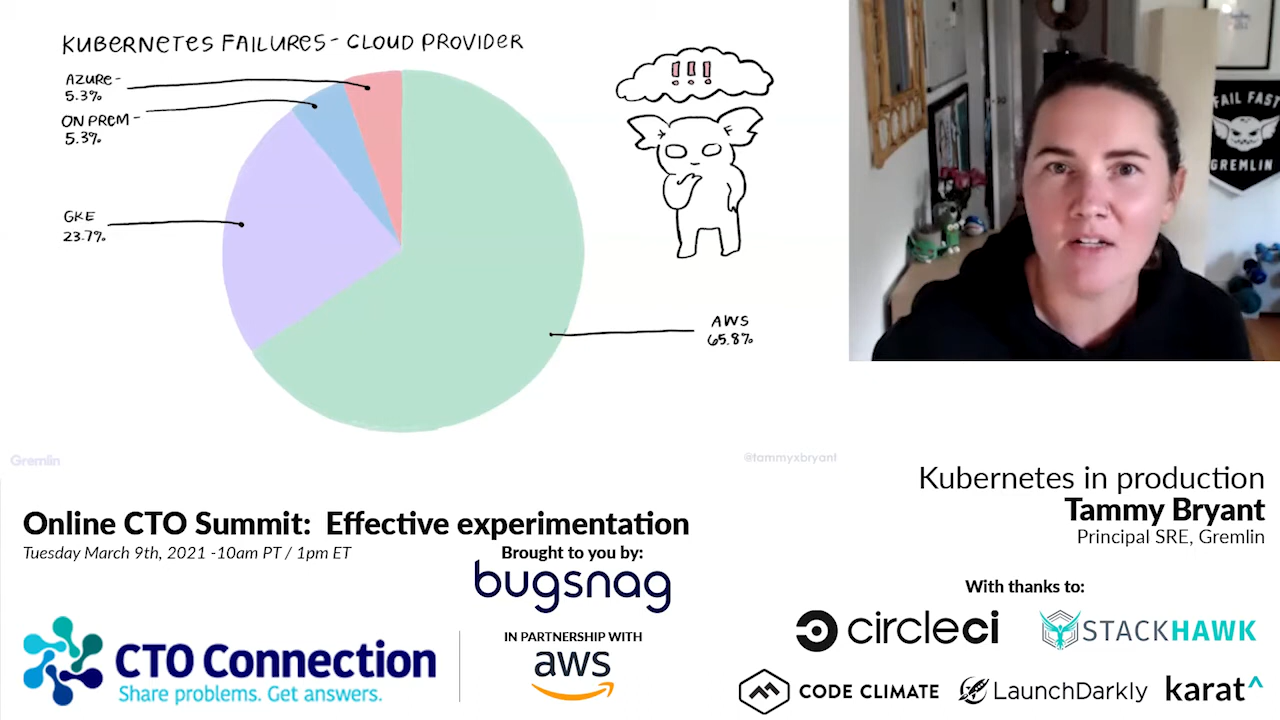 KUBERNETES FAILURES - CLOUD PROVIDER
AZURE -
5.3%
ON PREM -
5.3%
GKE
23.7%
!!!
AWS
65.8%
FAIL FAST
GREMLIN
Gremlin
@tammyxbryant
Kubernetes in production
Tammy Bryant
Principal SRE, Gremlin
Online CTO Summit: Effective experimentation
Tuesday March 9th, 2021 -10am PT / 1pm ET
Brought to you by:
bugsnag
With thanks to:
circleci
STACKHAWK
IN PARTNERSHIP WITH
aws
CTO Connection
Share problems. Get answers.
CODE CLIMATE
LaunchDarkly
karat^